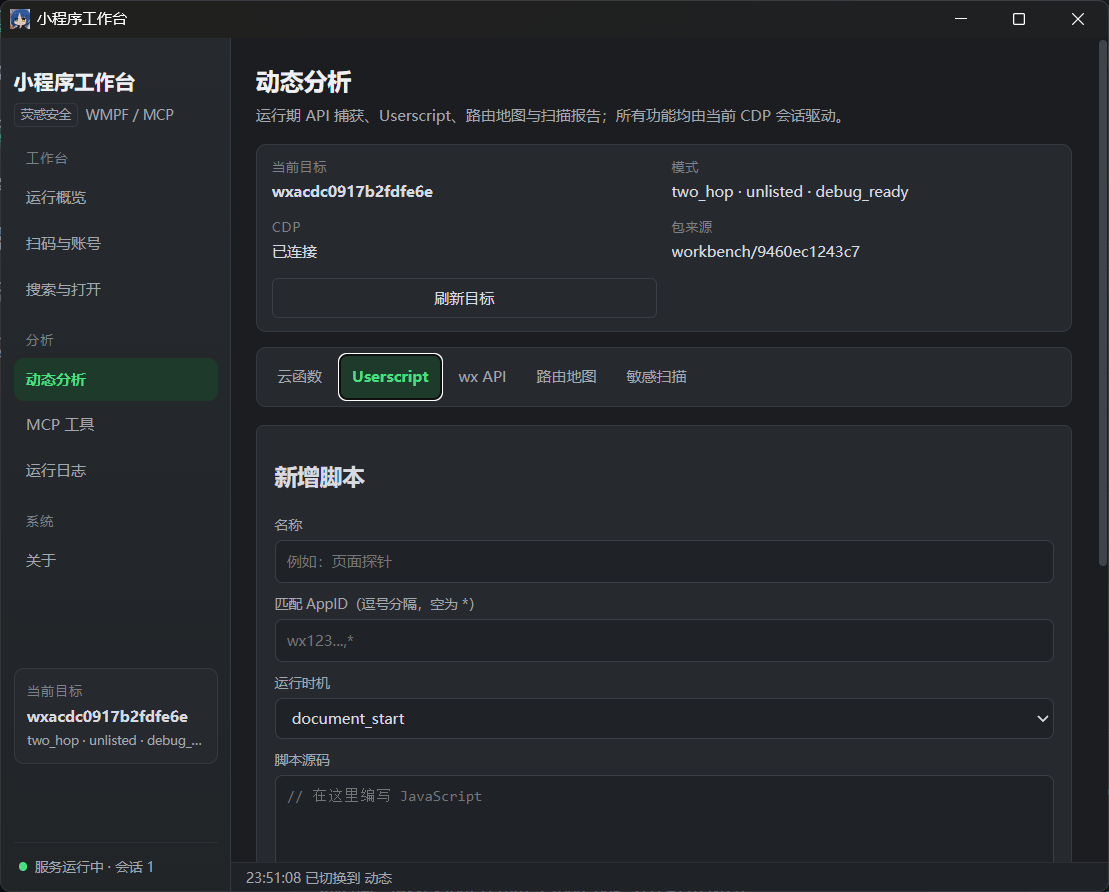 小程序工作台
小程序工作台
荧惑安全 WMPF / MCP
工作台
运行概览
扫码与账号
搜索与打开
分析
动态分析
MCP 工具
运行日志
系统
关于
当前目标
wxacdc0917b2fdfe6e
two_hop · unlisted · debug_...
服务运行中 · 会话 1
动态分析
运行期 API 捕获、Userscript、路由地图与扫描报告；所有功能均由当前 CDP 会话驱动。
当前目标
wxacdc0917b2fdfe6e
模式
two_hop · unlisted · debug_ready
CDP
已连接
包来源
workbench/9460ec1243c7
刷新目标
云函数 Userscript wx API 路由地图 敏感扫描
新增脚本
名称
例如：页面探针
匹配 AppID（逗号分隔，空为 *）
wx123...,*
运行时机
document_start
脚本源码
// 在这里编写 JavaScript
23:51:08 已切换到 动态